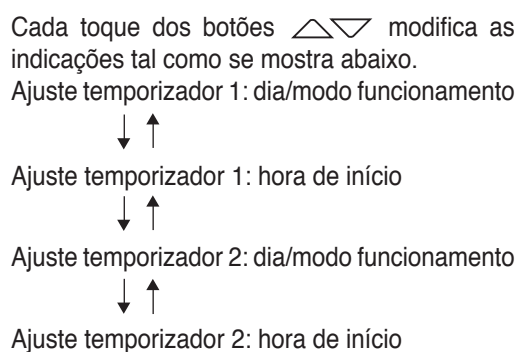 Cada toque dos botões modifica as
indicações tal como se mostra abaixo.
Ajuste temporizador 1: dia/modo funcionamento
Ajuste temporizador 1: hora de início
Ajuste temporizador 2: dia/modo funcionamento
Ajuste temporizador 2: hora de início